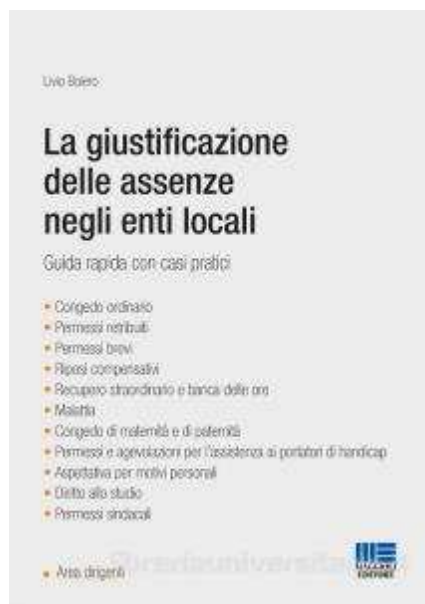 Livio Boiero
La giustificazione
delle assenze
negli enti locali
Guida rapida con casi pratici
• Congedo ordinario
• Permessi retribuiti
• Permessi brevi
• Riposi compensativi
• Recupero straordinario e banca delle ore
• Malattia
• Congedo di maternità e di paternità
• Permessi e agevolazioni per l'assistenza ai portatori di handicap
• Aspettativa per motivi personali
• Diritto allo studio
• Permessi sindacali
• Area dirigenti
MAGGIOLI
EDITORE